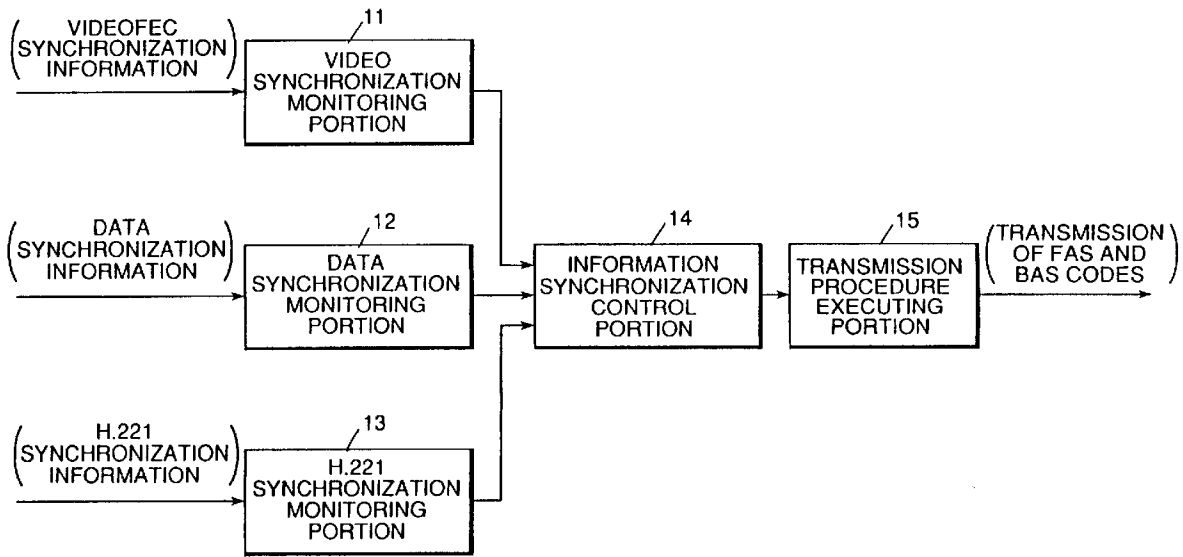 (VIDEOFEC
SYNCHRONIZATION
INFORMATION)
11
VIDEO
SYNCHRONIZATION
MONITORING
PORTION
(DATA
SYNCHRONIZATION
INFORMATION)
12
DATA
SYNCHRONIZATION
MONITORING
PORTION
(H.221
SYNCHRONIZATION
INFORMATION)
13
H.221
SYNCHRONIZATION
MONITORING
PORTION
14
INFORMATION
SYNCHRONIZATION
CONTROL
PORTION
15
TRANSMISSION
PROCEDURE
EXECUTING
PORTION
(TRANSMISSION
OF FAS AND
BAS CODES)